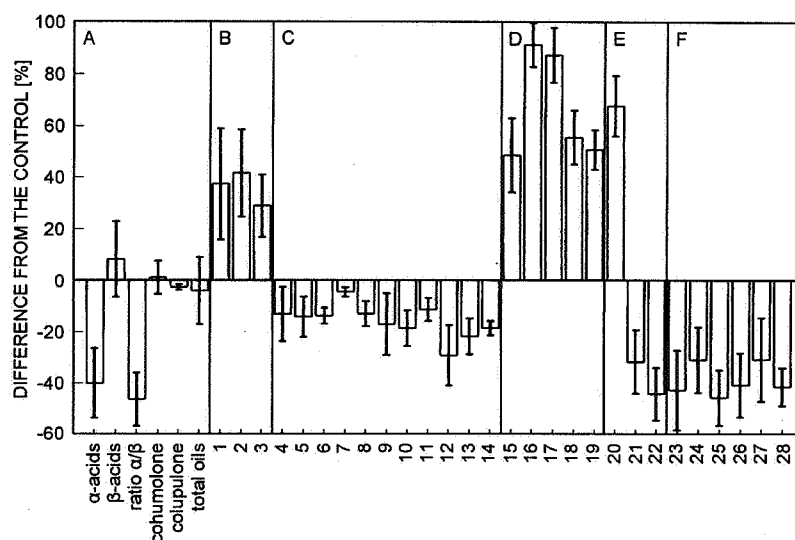 DIFFERENCE FROM THE CONTROL [%]
100
80
60
40
20
0
-20
-40
-60
A
B
C
D
E
F
α-acids
β-acids
ratio α/β
cohumolone
colupulone
total oils
1
2
3
4
5
6
7
8
9
10
11
12
13
14
15
16
17
18
19
20
21
22
23
24
25
26
27
28